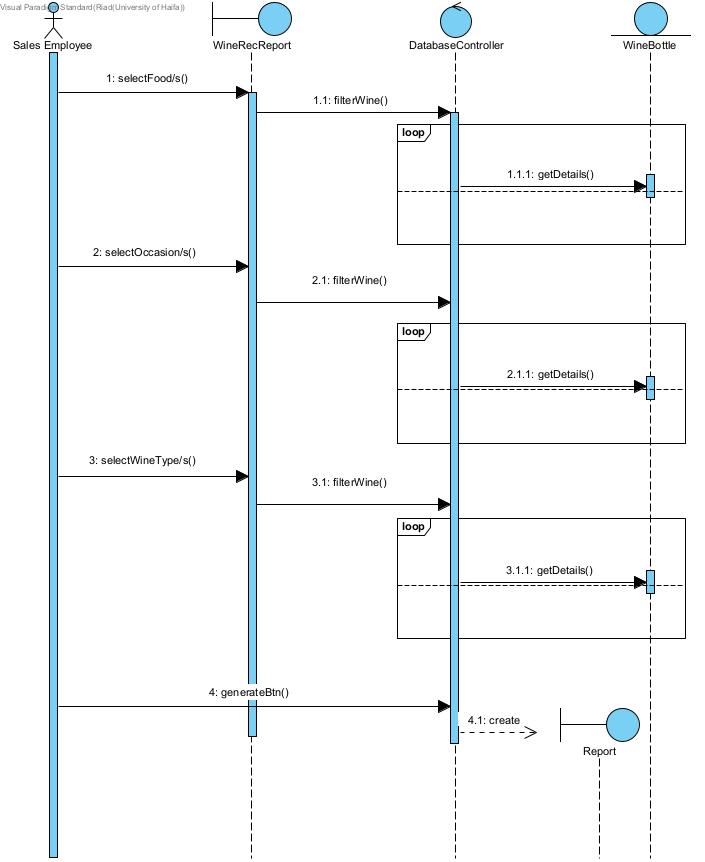 Visual Paradigm Standard(Riad(University of Haifa))
Sales Employee
WineRecReport
DatabaseController
WineBottle
1: selectFood/s()
1.1: filterWine()
loop
1.1.1: getDetails()
2: selectOccasion/s()
2.1: filterWine()
loop
2.1.1: getDetails()
3: selectWineType/s()
3.1: filterWine()
loop
3.1.1: getDetails()
4: generateBtn()
4.1: create
Report